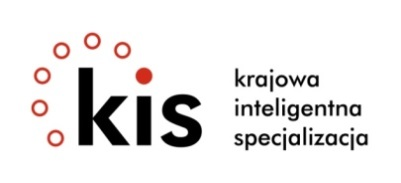 kis
krajowa
inteligentna
specjalizacja